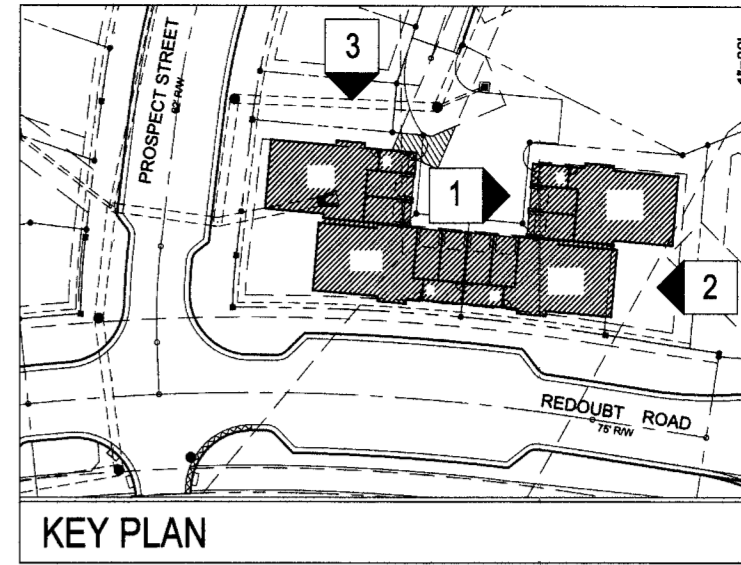 3
PROSPECT STREET
1
2
REDOUBT ROAD
75' R/W
KEY PLAN